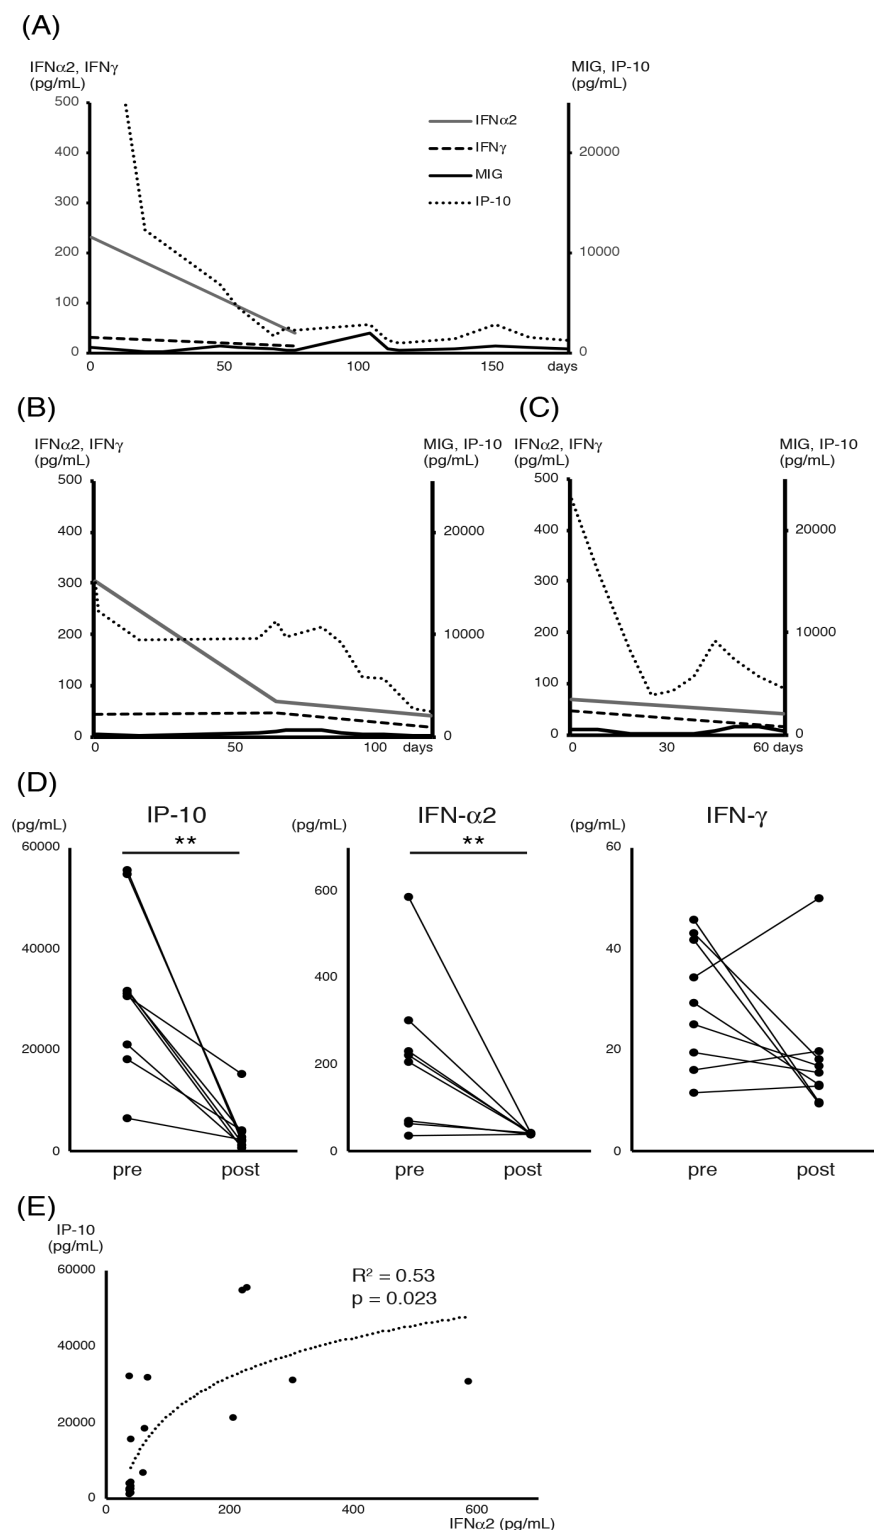 (A)
IFNα2, IFNγ
(pg/mL)
MIG, IP-10
(pg/mL)
500
400
300
200
100
0
20000
10000
0
IFNα2
IFNγ
MIG
IP-10
0 50 100 150 days
(B)
IFNα2, IFNγ
(pg/mL)
MIG, IP-10
(pg/mL)
500
400
300
200
100
0
20000
10000
0
0 50 100 days
(C)
IFNα2, IFNγ
(pg/mL)
MIG, IP-10
(pg/mL)
500
400
300
200
100
0
20000
10000
0
0 30 60 days
(D)
IP-10
(pg/mL)
**
60000
40000
20000
0
pre post
IFN-α2
(pg/mL)
**
600
400
200
0
pre post
IFN-γ
(pg/mL)
60
40
20
0
pre post
(E)
IP-10
(pg/mL)
60000
40000
20000
0
R² = 0.53
p = 0.023
0 200 400 600
IFNα2 (pg/mL)